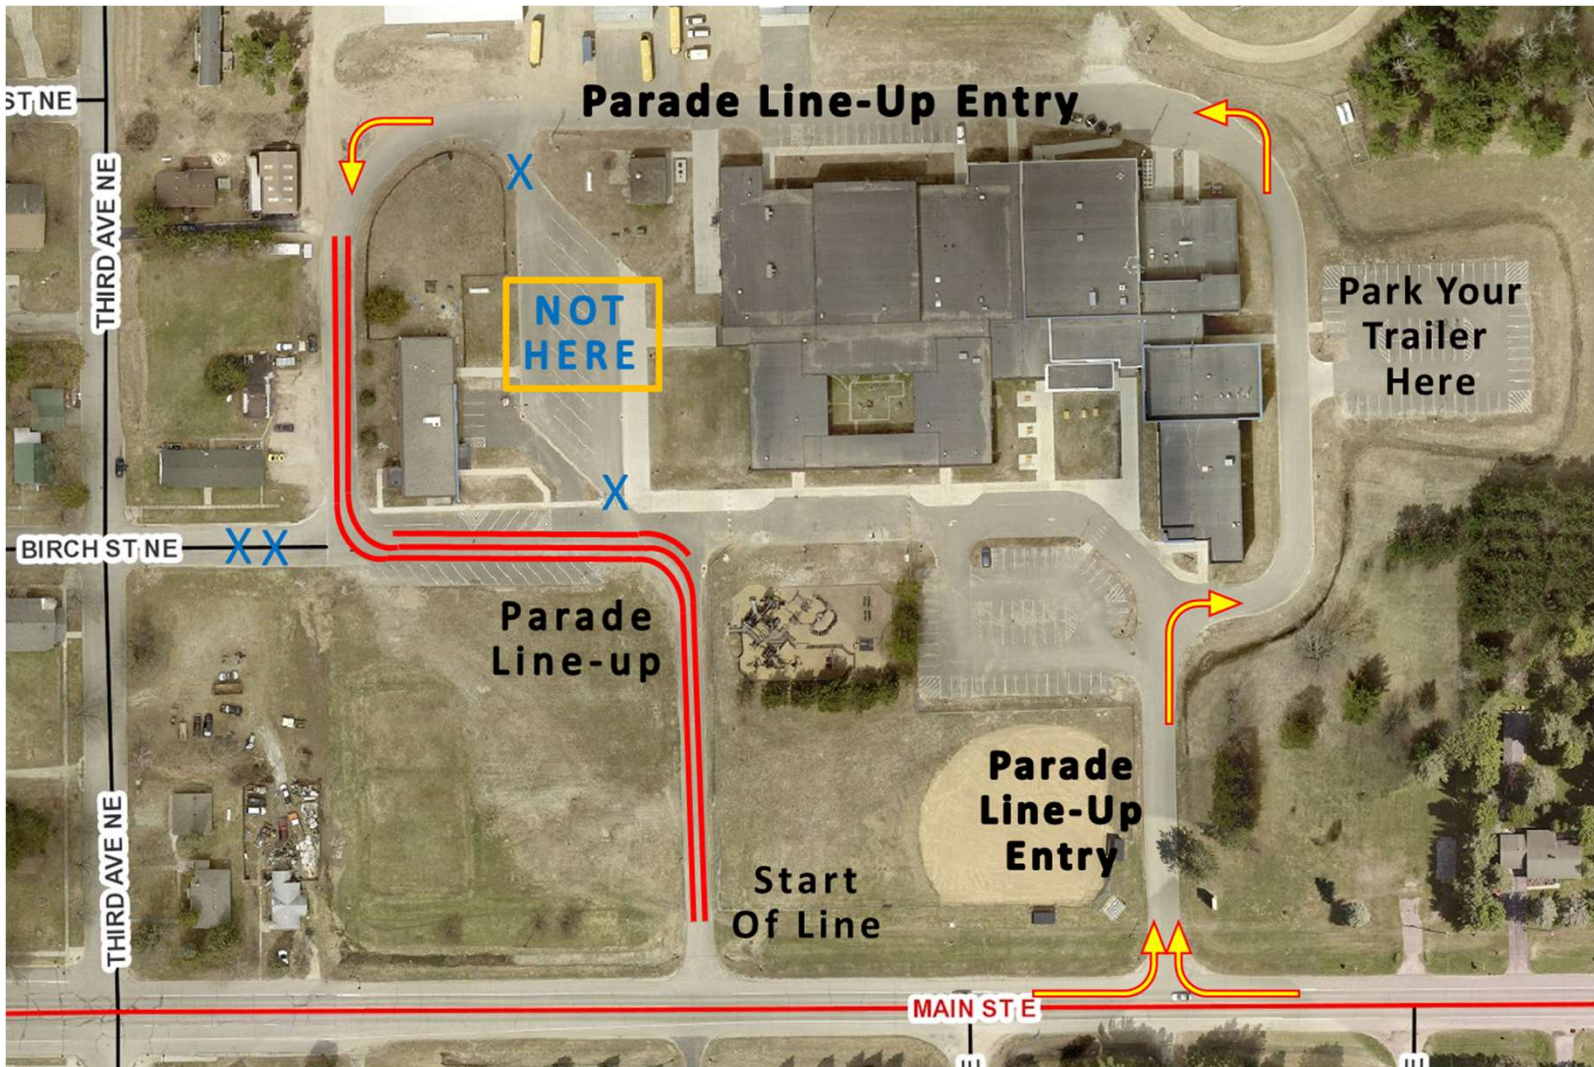 ST NE
Parade Line-Up Entry
X
THIRD AVE NE
NOT
HERE
Park Your
Trailer
Here
X
BIRCH ST NE
XX
Parade
Line-up
Parade
Line-Up
Entry
THIRD AVE NE
Start
Of Line
MAIN ST E